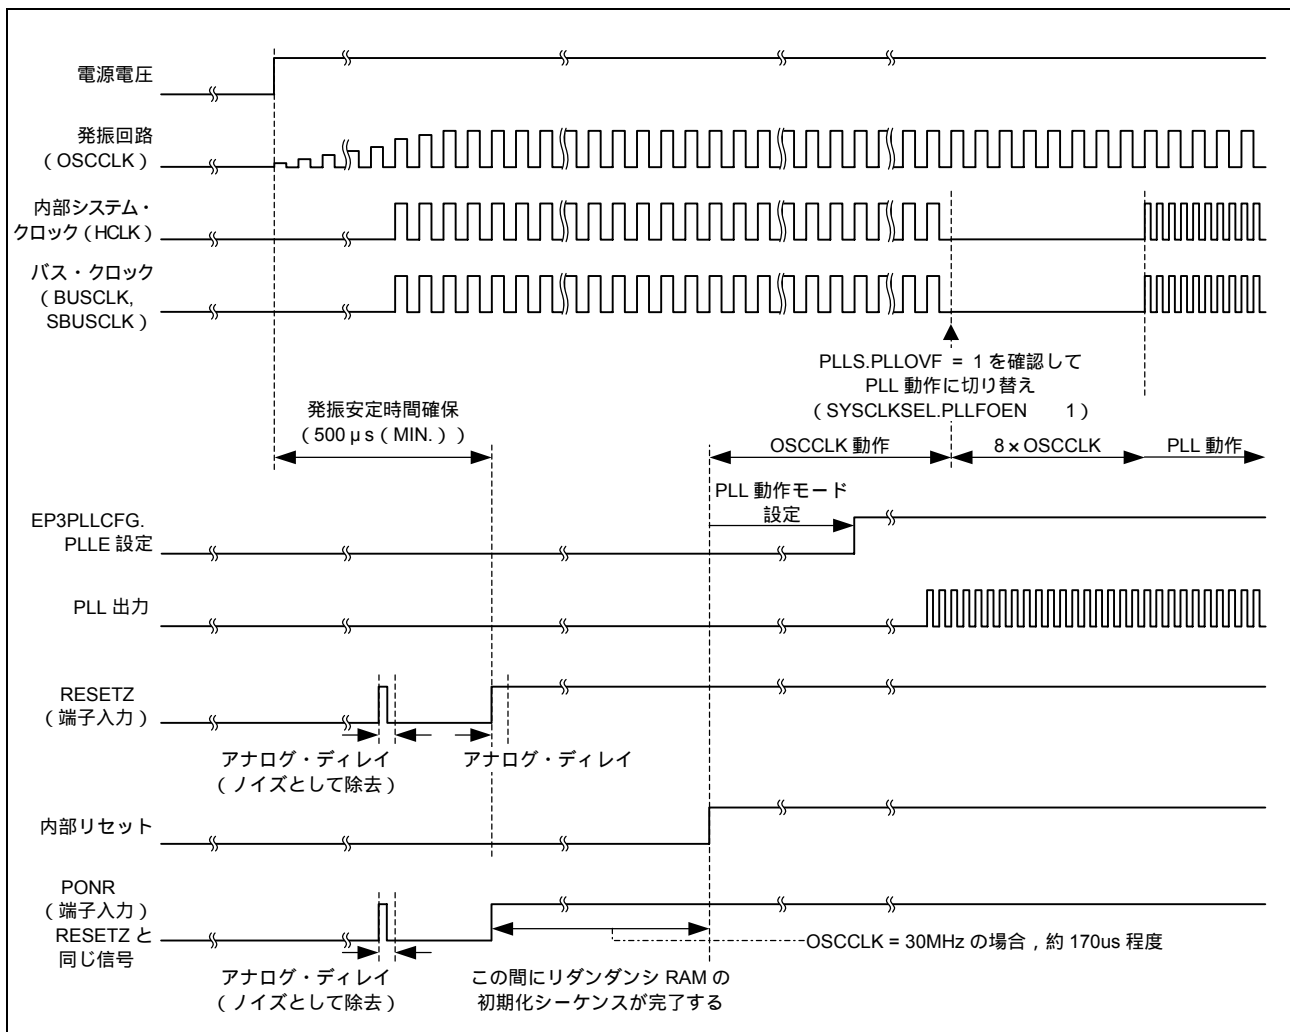 電源電圧
発振回路
（OSCCLK）
内部システム・
クロック（HCLK）
バス・クロック
（BUSCLK,
SBUSCLK）
PLLS.PLLOVF = 1 を確認して
PLL 動作に切り替え
（SYSCLKSEL.PLLFOEN 1）
発振安定時間確保
（500 μs（MIN.））
OSCCLK 動作
8×OSCCLK
PLL 動作
PLL 動作モード
設定
EP3PLLCFG.
PLLE 設定
PLL 出力
RESETZ
（端子入力）
アナログ・ディレイ
（ノイズとして除去）
アナログ・ディレイ
内部リセット
PONR
（端子入力）
RESETZ と
同じ信号
OSCCLK = 30MHz の場合，約 170us 程度
アナログ・ディレイ
（ノイズとして除去）
この間にリダンダンシ RAM の
初期化シーケンスが完了する